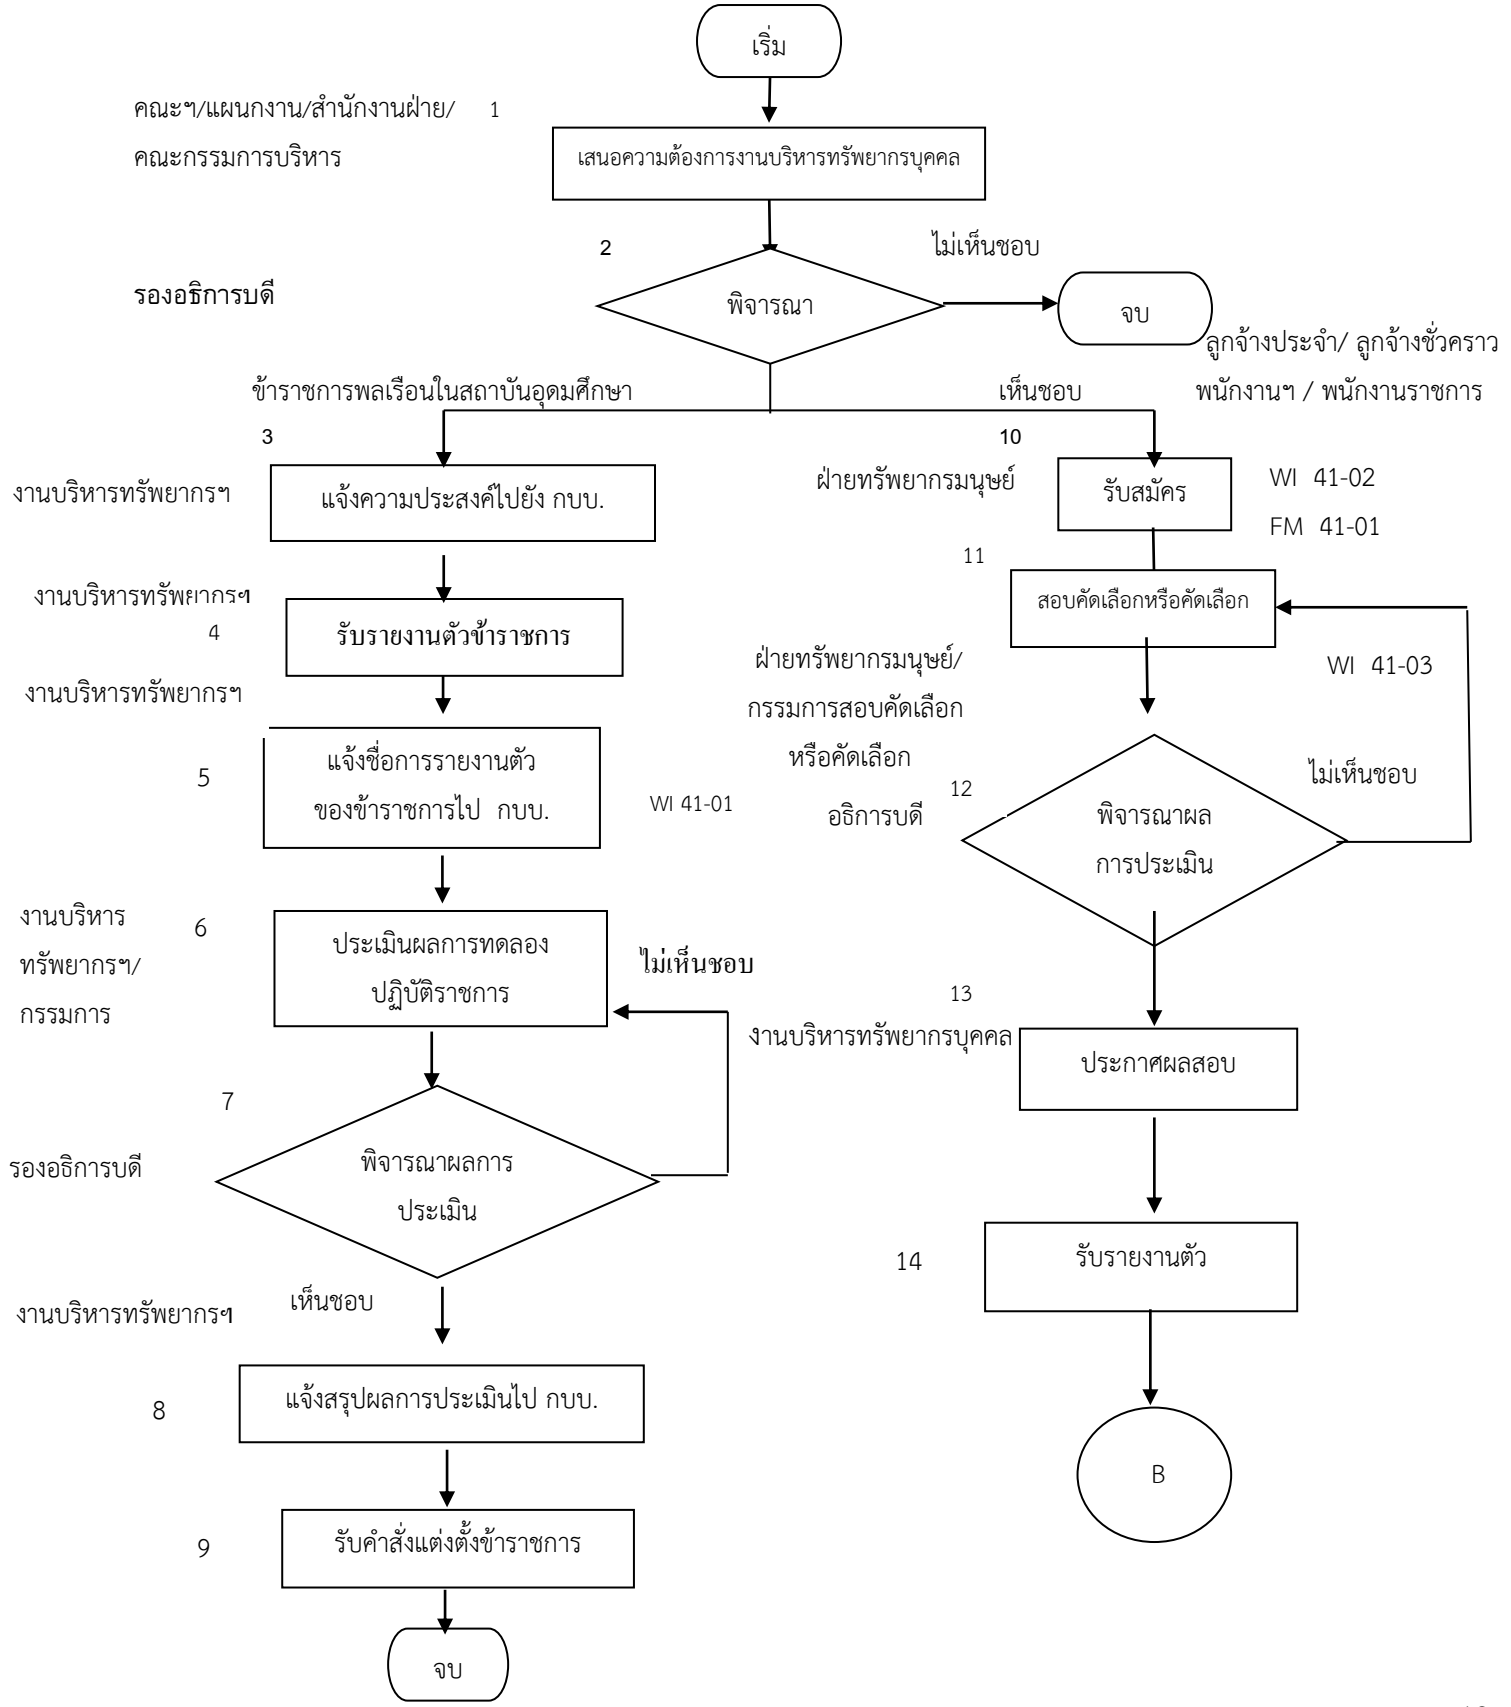 เริ่ม
คณะฯ/แผนกงาน/สำนักงานฝ่าย/ 1
คณะกรรมการบริหาร
เสนอความต้องการงานบริหารทรัพยากรบุคคล
2
ไม่เห็นชอบ
รองอธิการบดี
พิจารณา
จบ
ลูกจ้างประจำ/ ลูกจ้างชั่วคราว
พนักงานฯ / พนักงานราชการ
ข้าราชการพลเรือนในสถาบันอุดมศึกษา
เห็นชอบ
3
งานบริหารทรัพยากรฯ
แจ้งความประสงค์ไปยัง กบบ.
งานบริหารทรัพยากรฯ
4
รับรายงานตัวข้าราชการ
งานบริหารทรัพยากรฯ
5
แจ้งชื่อการรายงานตัว
ของข้าราชการไป กบบ.
WI 41-01
งานบริหาร
ทรัพยากรฯ/
กรรมการ
6
ประเมินผลการทดลอง
ปฏิบัติราชการ
ไม่เห็นชอบ
7
รองอธิการบดี
พิจารณาผลการ
ประเมิน
เห็นชอบ
งานบริหารทรัพยากรฯ
8
แจ้งสรุปผลการประเมินไป กบบ.
9
รับคำสั่งแต่งตั้งข้าราชการ
จบ
10
ฝ่ายทรัพยากรมนุษย์
รับสมัคร
WI 41-02
FM 41-01
11
สอบคัดเลือกหรือคัดเลือก
ฝ่ายทรัพยากรมนุษย์/
กรรมการสอบคัดเลือก
หรือคัดเลือก
WI 41-03
ไม่เห็นชอบ
12
อธิการบดี
พิจารณาผล
การประเมิน
13
งานบริหารทรัพยากรบุคคล
ประกาศผลสอบ
14
รับรายงานตัว
B